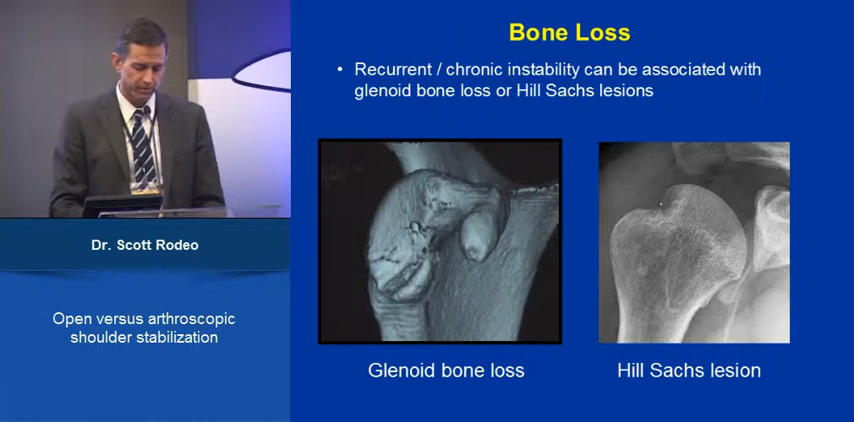 Bone Loss
• Recurrent / chronic instability can be associated with
glenoid bone loss or Hill Sachs lesions
Glenoid bone loss
Hill Sachs lesion
Dr. Scott Rodeo
Open versus arthroscopic
shoulder stabilization